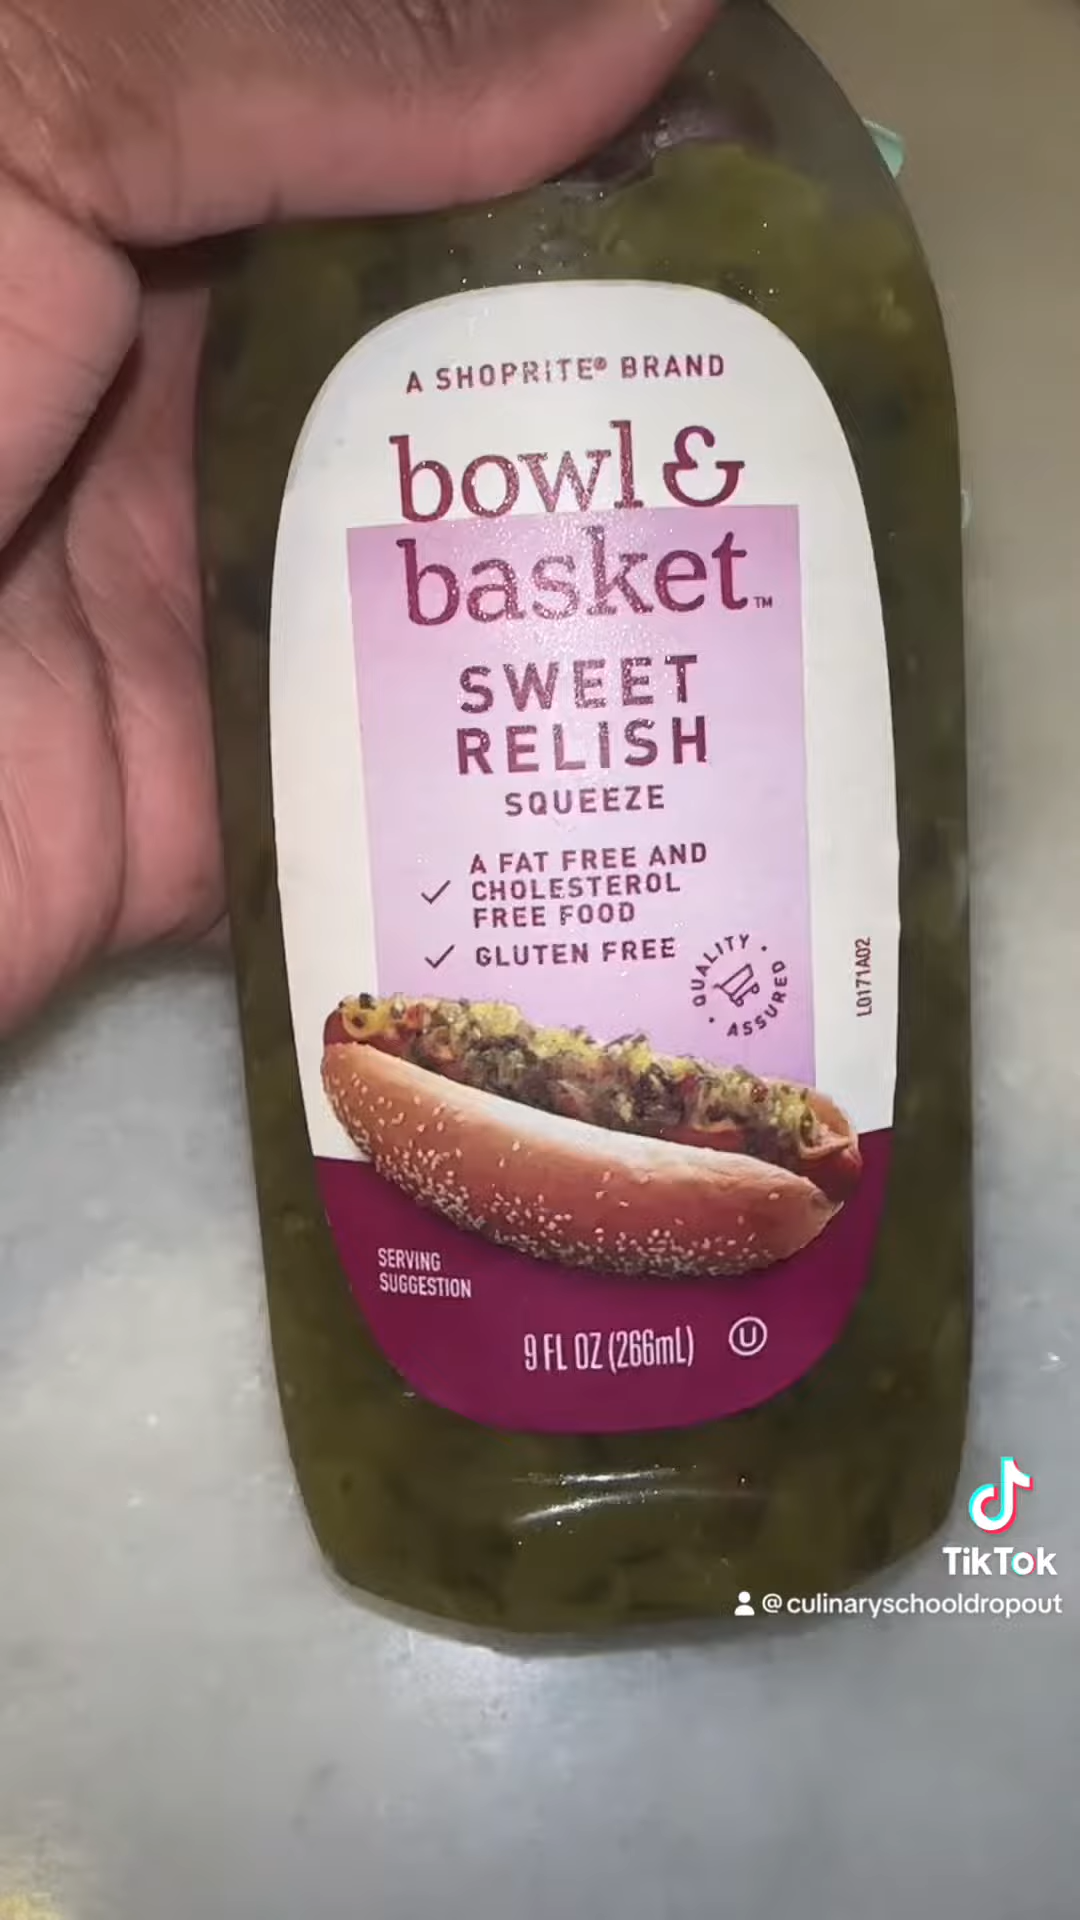 A SHOPRITE® BRAND
bowl &
basket™
SWEET
RELISH
SQUEEZE
✓ A FAT FREE AND
CHOLESTEROL
FREE FOOD
✓ GLUTEN FREE
QUALITY · ASSURED ·
L0171A02
SERVING
SUGGESTION
9 FL OZ (266mL) U
TikTok
@culinaryschooldropout